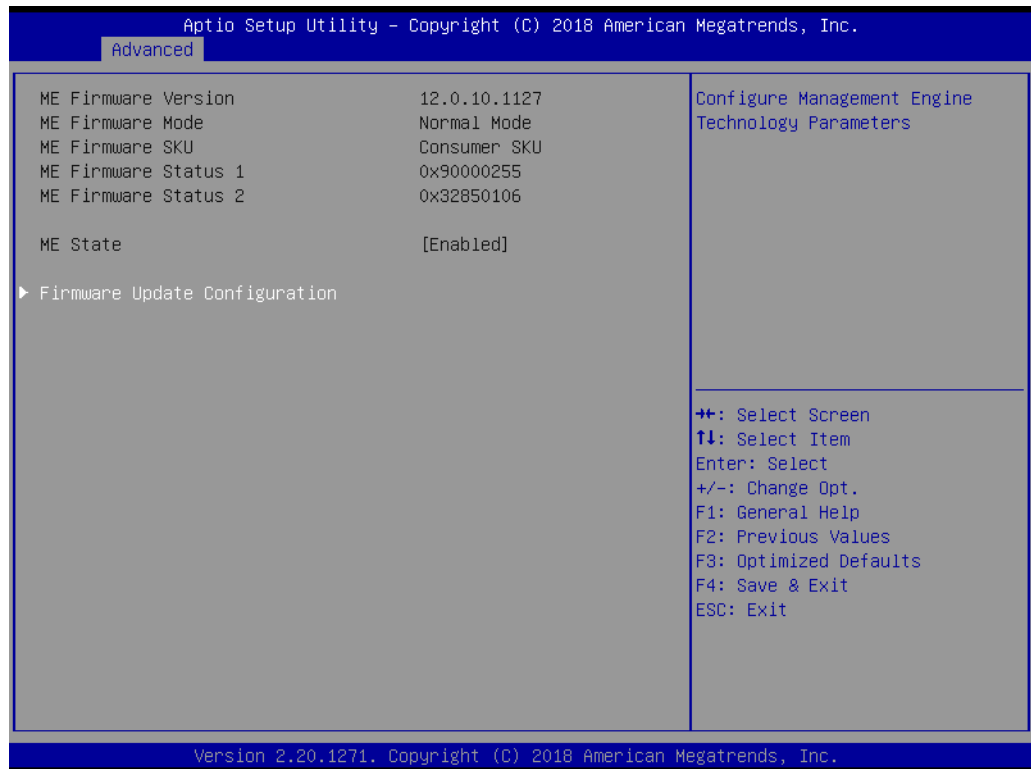 Aptio Setup Utility – Copyright (C) 2018 American Megatrends, Inc.
Advanced
ME Firmware Version 12.0.10.1127
ME Firmware Mode Normal Mode
ME Firmware SKU Consumer SKU
ME Firmware Status 1 0x90000255
ME Firmware Status 2 0x32850106
ME State [Enabled]
▶ Firmware Update Configuration
Configure Management Engine
Technology Parameters
→←: Select Screen
↑↓: Select Item
Enter: Select
+/-: Change Opt.
F1: General Help
F2: Previous Values
F3: Optimized Defaults
F4: Save & Exit
ESC: Exit
Version 2.20.1271. Copyright (C) 2018 American Megatrends, Inc.